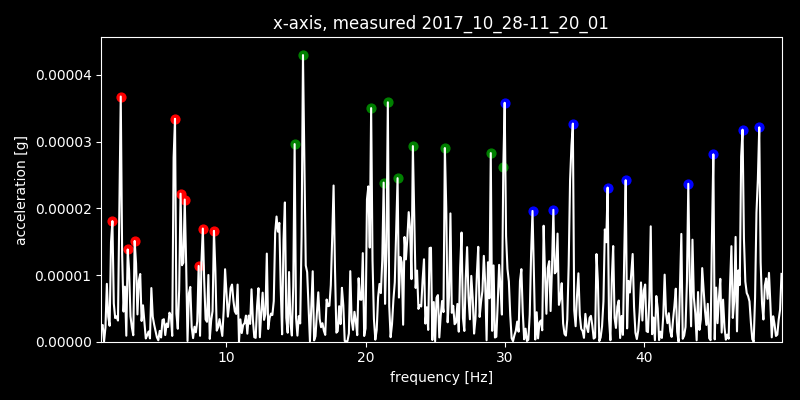 x-axis, measured 2017_10_28-11_20_01
acceleration [g]
0.00004
0.00003
0.00002
0.00001
0.00000
10 20 30 40
frequency [Hz]